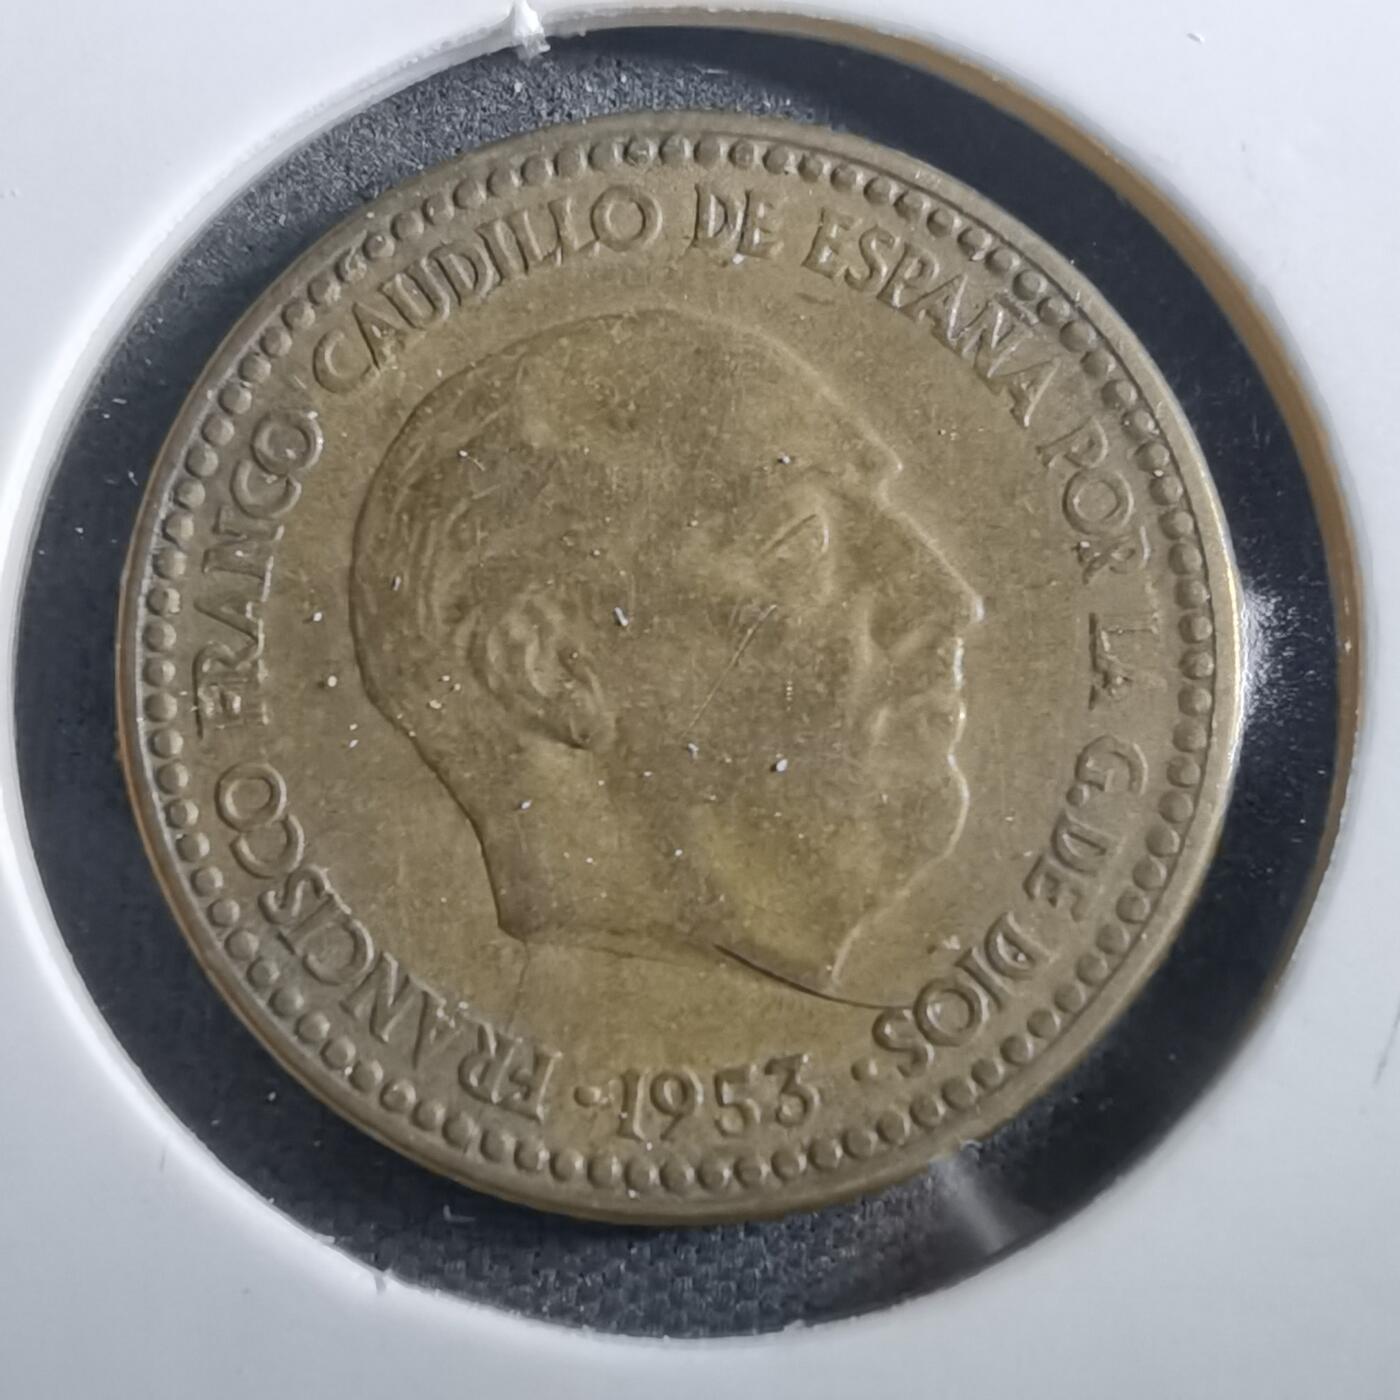 FRANCISCO FRANCO CAUDILLO DE ESPAÑA POR LA G. DE DIOS
· 1953 ·